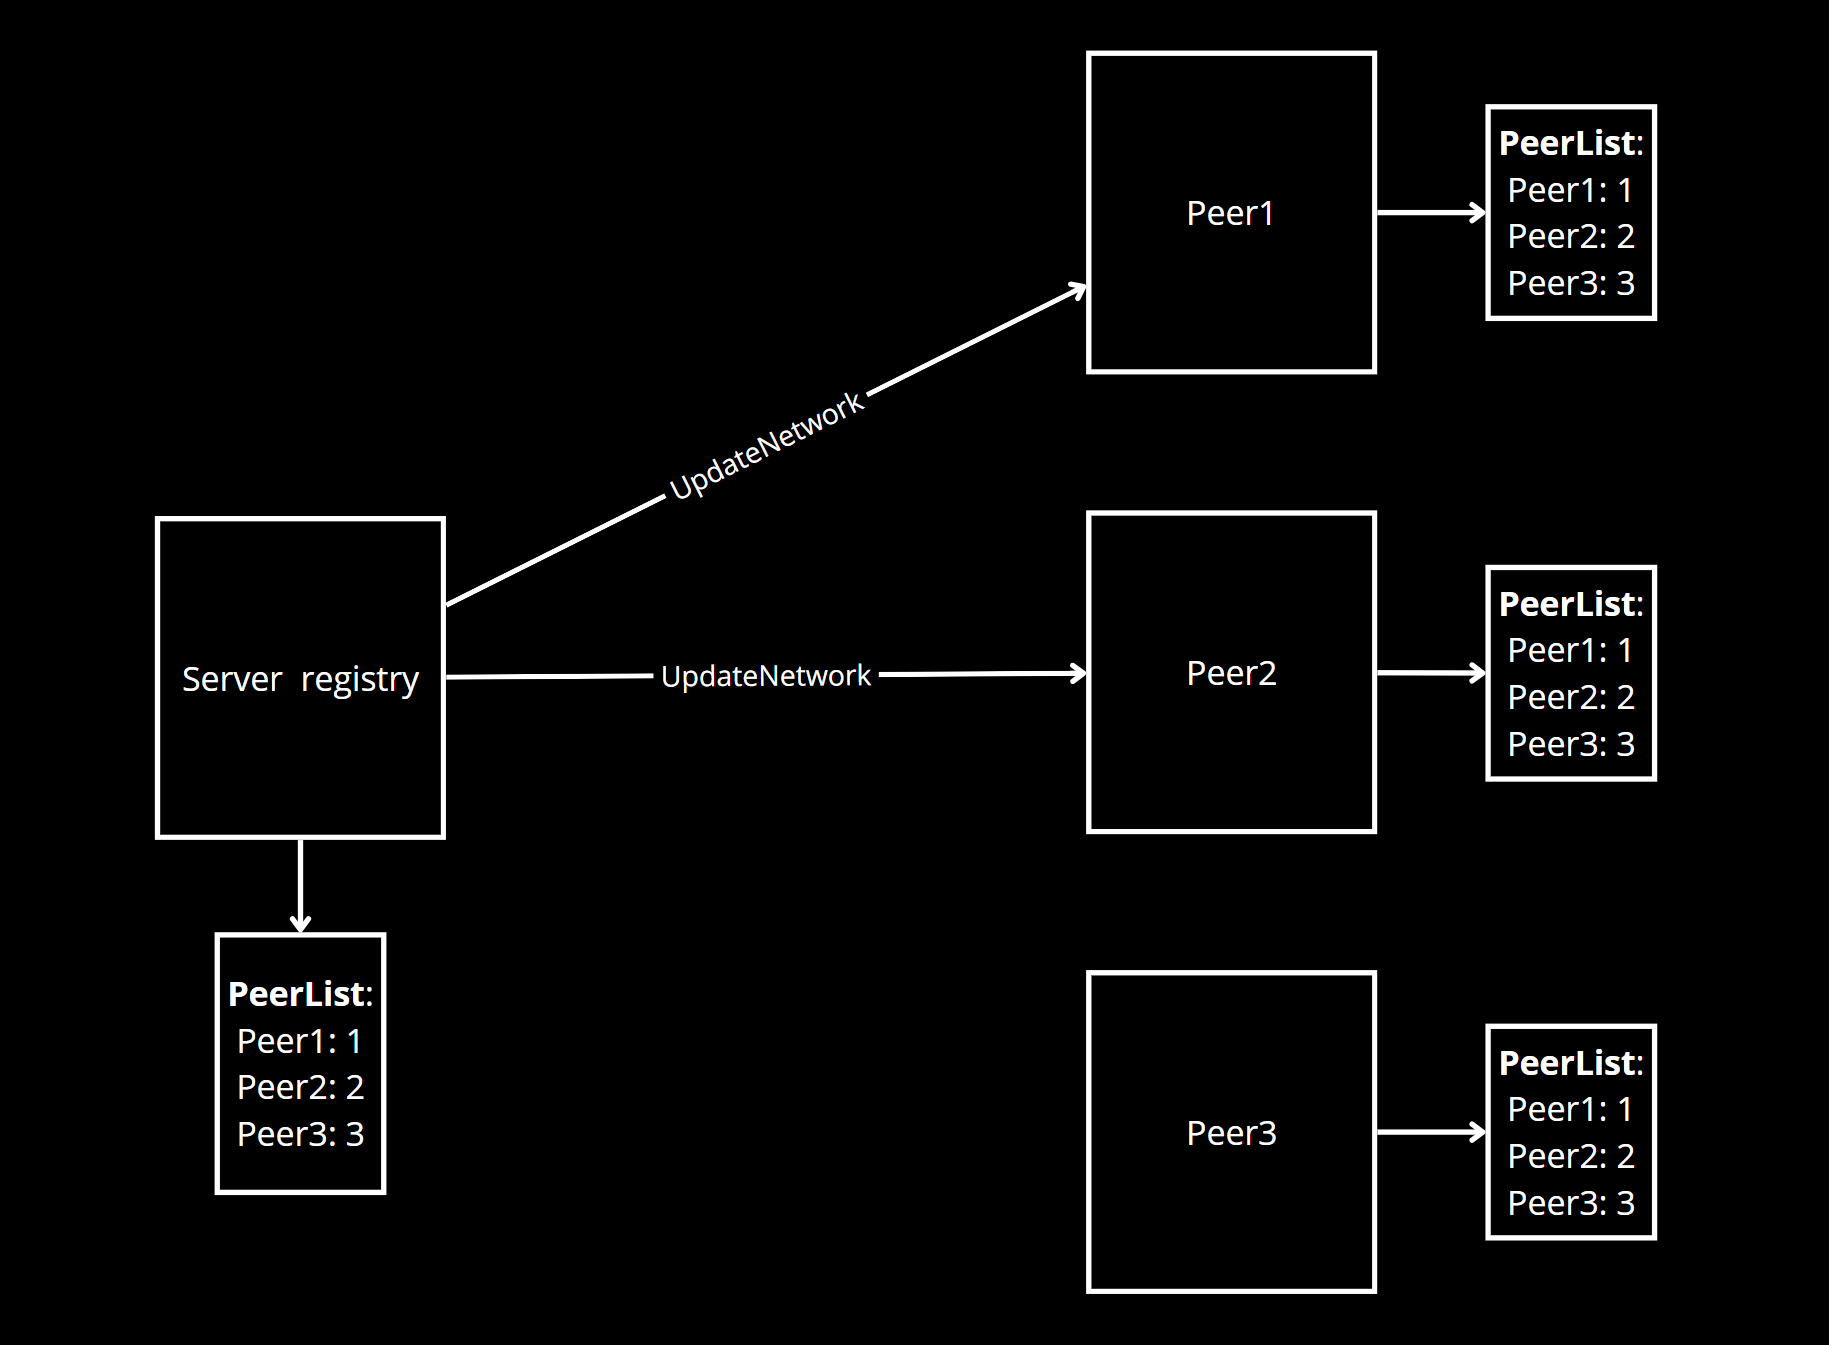 Peer1
PeerList:
Peer1: 1
Peer2: 2
Peer3: 3
UpdateNetwork
Server registry
UpdateNetwork
Peer2
PeerList:
Peer1: 1
Peer2: 2
Peer3: 3
PeerList:
Peer1: 1
Peer2: 2
Peer3: 3
Peer3
PeerList:
Peer1: 1
Peer2: 2
Peer3: 3